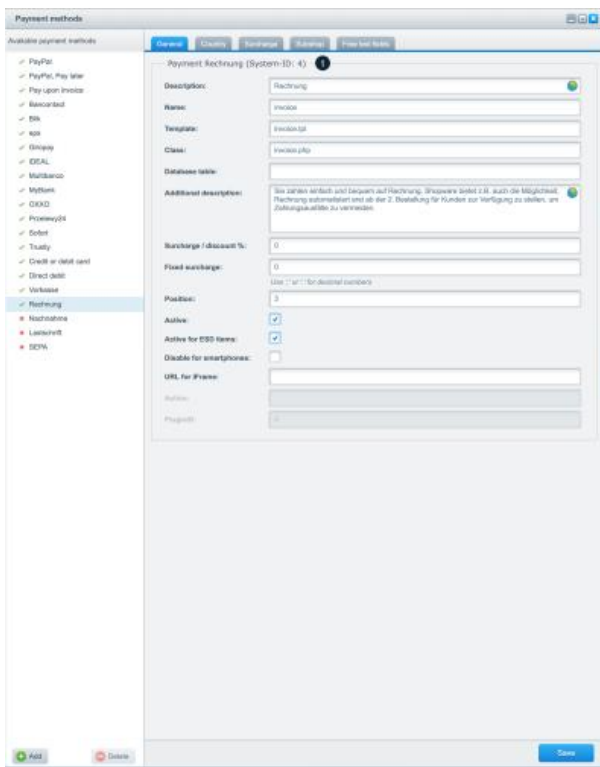 Payment methods
Available payment methods
General Country Surcharge Subshop Free text fields
PayPal
PayPal, Pay later
Pay upon Invoice
Bancontact
Blik
eps
Giropay
iDEAL
Multibanco
MyBank
OXXO
Przelewy24
Sofort
Trustly
Credit or debit card
Direct debit
Vorkasse
Rechnung
Nachnahme
Lastschrift
SEPA
Payment Rechnung (System-ID: 4) 1
Description: Rechnung
Name: invoice
Template: invoice.tpl
Class: invoice.php
Database table:
Additional description: Sie zahlen einfach und bequem auf Rechnung. Shopware bietet z.B. auch die Möglichkeit,
Rechnung automatisiert erst ab der 2. Bestellung für Kunden zur Verfügung zu stellen, um
Zahlungsausfälle zu vermeiden.
Surcharge / discount %: 0
Fixed surcharge: 0
for decimal numbers
Position: 3
Active:
Active for ESD items:
Disable for smartphones:
URL for iFrame:
Action:
PluginID:
Add Delete
Save